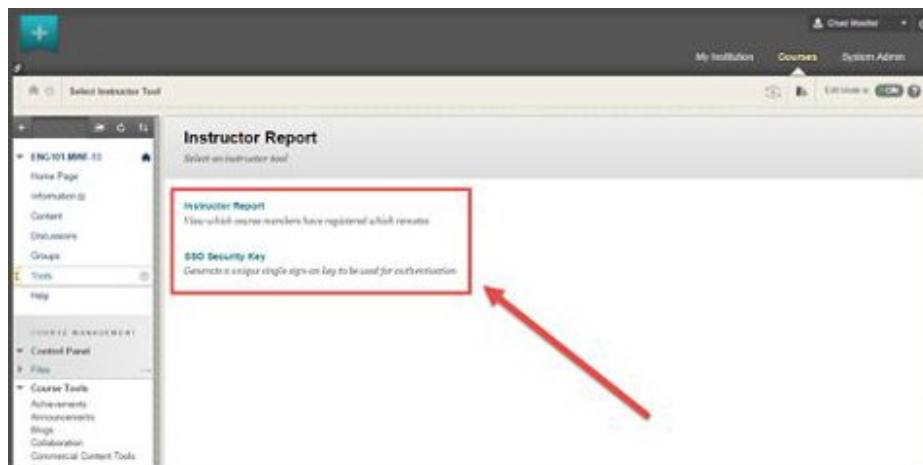 Chad Master
My Institution Courses System Admin
Select Instructor Tool
Edit Mode is: ON ?
ENG101.MWF.13
Home Page
Information
Content
Discussions
Groups
Tools
Help
COURSE MANAGEMENT
Control Panel
Files
Course Tools
Achievements
Announcements
Blogs
Collaboration
Commercial Content Tools
Instructor Report
Select an instructor tool
Instructor Report
View which course members have registered which remotes
SSO Security Key
Generate a unique single sign-on key to be used for authentication